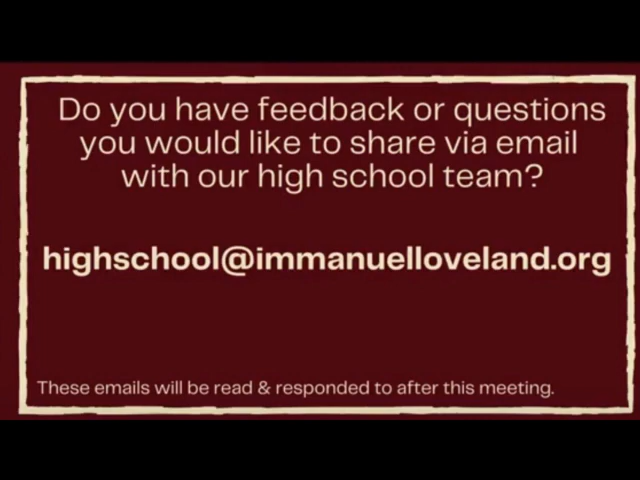 Do you have feedback or questions
you would like to share via email
with our high school team?
highschool@immanuelloveland.org
These emails will be read & responded to after this meeting.